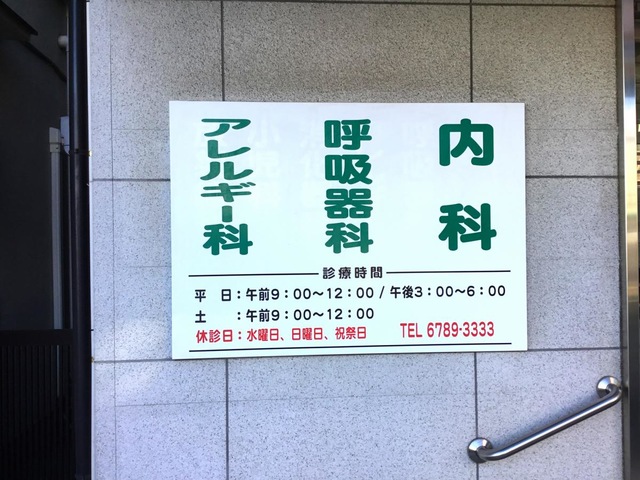 内科
呼吸器科
アレルギー科
診療時間
平　日：午前9：00〜12：00 / 午後3：00〜6：00
土　　：午前9：00〜12：00
休診日：水曜日、日曜日、祝祭日　TEL 6789-3333